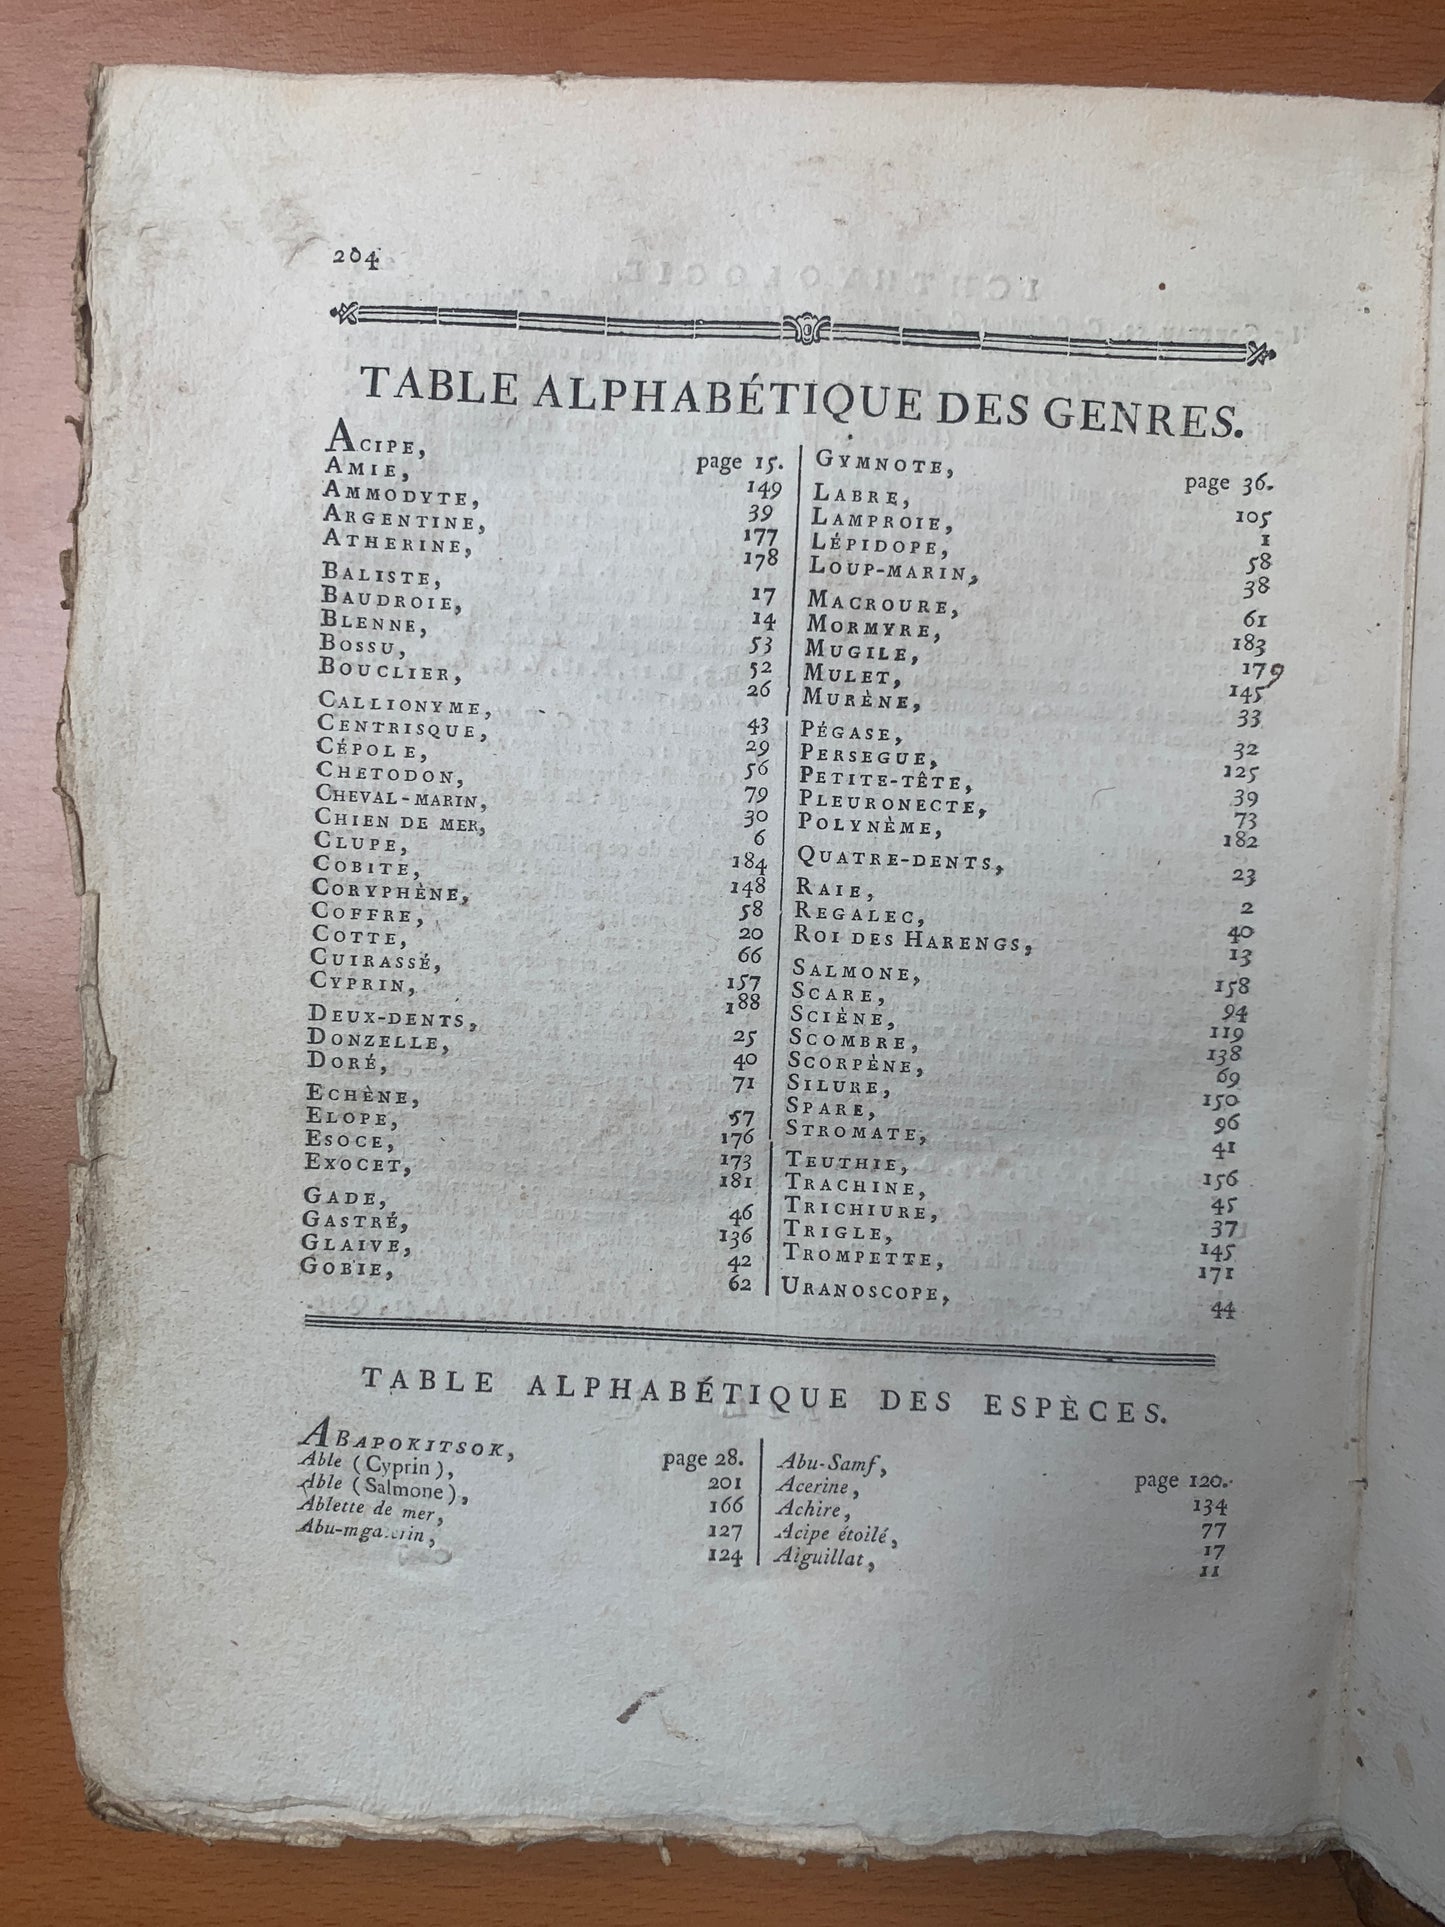 204
TABLE ALPHABÉTIQUE DES GENRES.
ACIPE, page 15.
AMIE, 149
AMMODYTE, 39
ARGENTINE, 177
ATHERINE, 178
BALISTE, 17
BAUDROIE, 14
BLENNE, 53
BOSSU, 52
BOUCLIER, 26
CALLIONYME, 43
CENTRISQUE, 29
CÉPOLE, 56
CHETODON, 79
CHEVAL-MARIN, 30
CHIEN DE MER, 6
CLUPE, 184
COBITE, 148
CORYPHÈNE, 58
COFFRE, 20
COTTE, 66
CUIRASSÉ, 157
CYPRIN, 188
DEUX-DENTS, 25
DONZELLE, 40
DORÉ, 71
ECHÈNE, 57
ELOPE, 176
ESOCE, 173
EXOCET, 181
GADE, 46
GASTRÉ, 136
GLAIVE, 42
GOBIE, 62
GYMNOTE, page 36.
LABRE, 105
LAMPROIE, 1
LÉPIDOPE, 58
LOUP-MARIN, 38
MACROURE, 61
MORMYRE, 183
MUGILE, 179
MULET, 145
MURÈNE, 33
PÉGASE, 32
PERSEGUE, 125
PETITE-TÊTE, 39
PLEURONECTE, 73
POLYNÈME, 182
QUATRE-DENTS, 23
RAIE, 2
REGALEC, 40
ROI DES HARENGS, 13
SALMONE, 158
SCARE, 94
SCIÈNE, 119
SCOMBRE, 138
SCORPÈNE, 69
SILURE, 150
SPARE, 96
STROMATE, 41
TEUTHIE, 156
TRACHINE, 45
TRICHIURE, 37
TRIGLE, 145
TROMPETTE, 171
URANOSCOPE, 44
TABLE ALPHABÉTIQUE DES ESPÈCES.
ABAPOKITSOK, page 28.
Able (Cyprin), 201
Able (Salmone), 166
Ablette de mer, 127
124
Abu-Samf, page 120.
Acerine, 134
Achire, 77
Acipe étoilé, 17
Aiguillat, 11